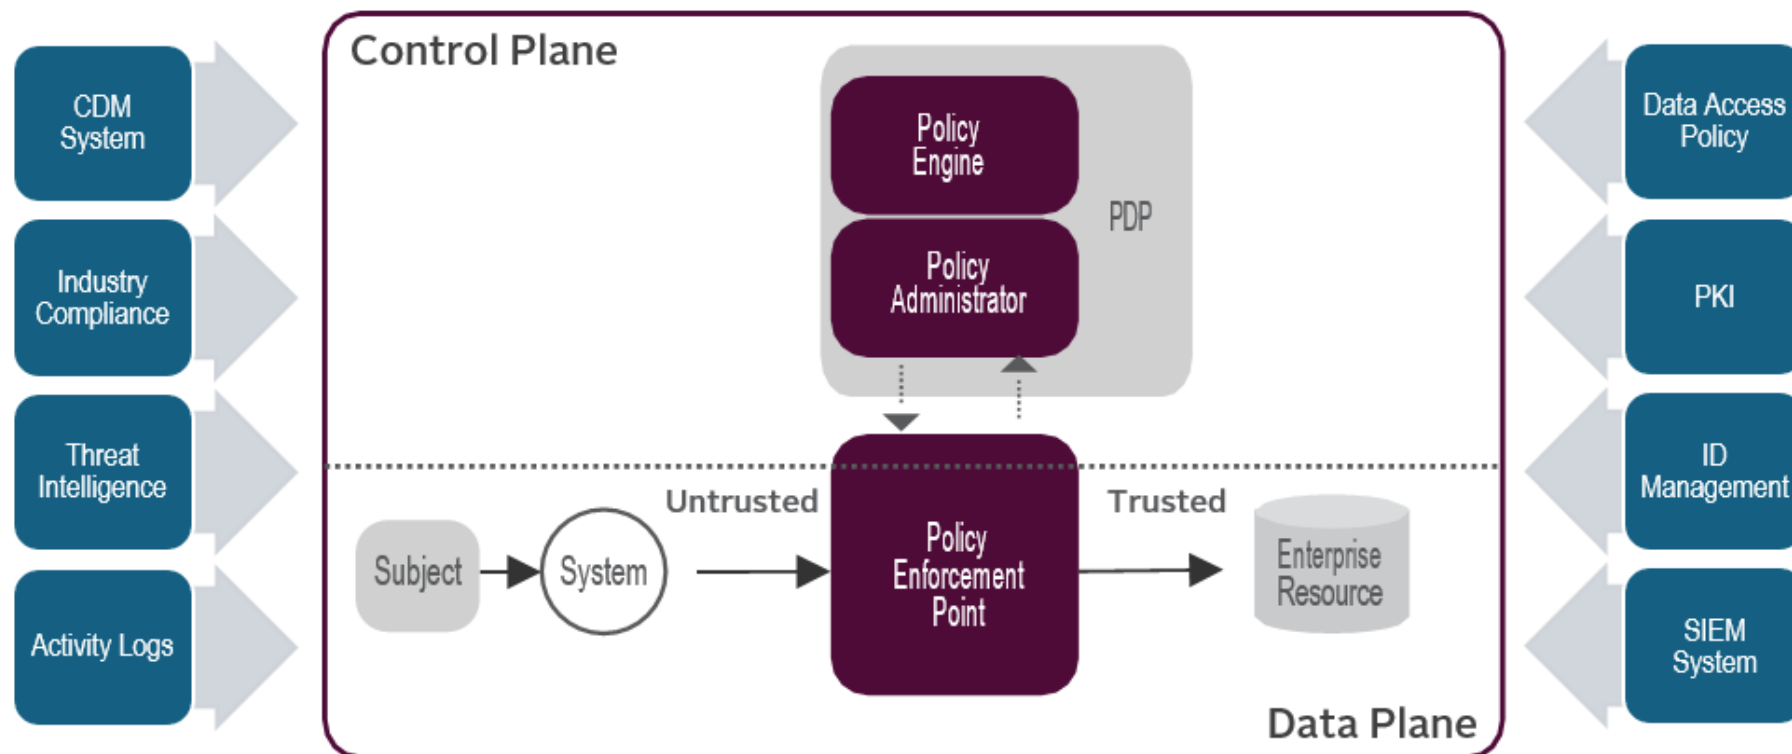 Control Plane
CDM
System
Industry
Compliance
Threat
Intelligence
Activity Logs
Policy
Engine
Policy
Administrator
PDP
Untrusted
Trusted
Subject
System
Policy
Enforcement
Point
Enterprise
Resource
Data Plane
Data Access
Policy
PKI
ID
Management
SIEM
System